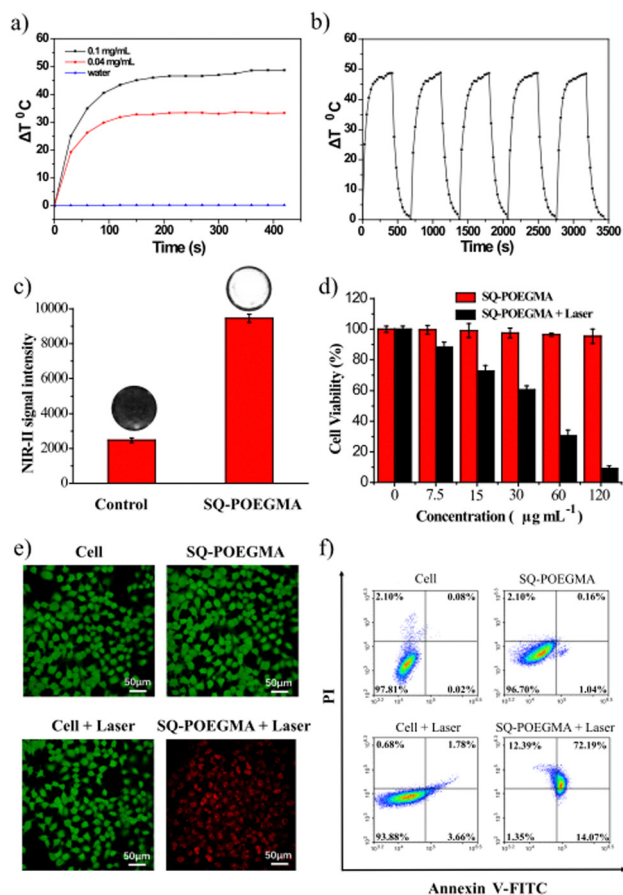 a)
0.1 mg/mL
0.04 mg/mL
water
ΔT ⁰C
60
50
40
30
20
10
0
0 100 200 300 400
Time (s)
b)
ΔT ⁰C
60
50
40
30
20
10
0
0 500 1000 1500 2000 2500 3000 3500
Time (s)
c)
NIR-II signal intensity
10000
8000
6000
4000
2000
0
Control SQ-POEGMA
d)
SQ-POEGMA
SQ-POEGMA + Laser
Cell Viability (%)
120
100
80
60
40
20
0
0 7.5 15 30 60 120
Concentration ( μg mL⁻¹)
e)
Cell SQ-POEGMA
50μm 50μm
Cell + Laser SQ-POEGMA + Laser
50μm 50μm
f)
PI
Cell SQ-POEGMA
2.10% 0.08% 2.10% 0.16%
97.81% 0.02% 96.70% 1.04%
Cell + Laser SQ-POEGMA + Laser
0.68% 1.78% 12.39% 72.19%
93.88% 3.66% 1.35% 14.07%
Annexin V-FITC